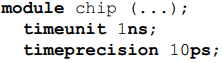 module chip (...);
timeunit 1ns;
timeprecision 10ps;